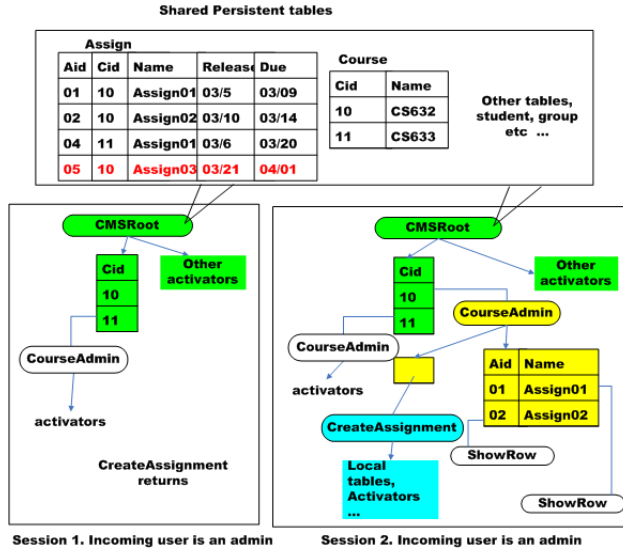 Shared Persistent tables
Assign
Aid Cid Name Release Due
01 10 Assign01 03/5 03/09
02 10 Assign02 03/10 03/14
04 11 Assign01 03/6 03/20
05 10 Assign03 03/21 04/01
Course
Cid Name
10 CS632
11 CS633
Other tables,
student, group
etc ...
CMSRoot
Cid
10
11
Other
activators
CourseAdmin
activators
CreateAssignment
returns
Session 1. Incoming user is an admin
CMSRoot
Cid
10
11
Other
activators
CourseAdmin
CourseAdmin
activators
Aid Name
01 Assign01
02 Assign02
CreateAssignment
Local
tables,
Activators
...
ShowRow
ShowRow
Session 2. Incoming user is an admin